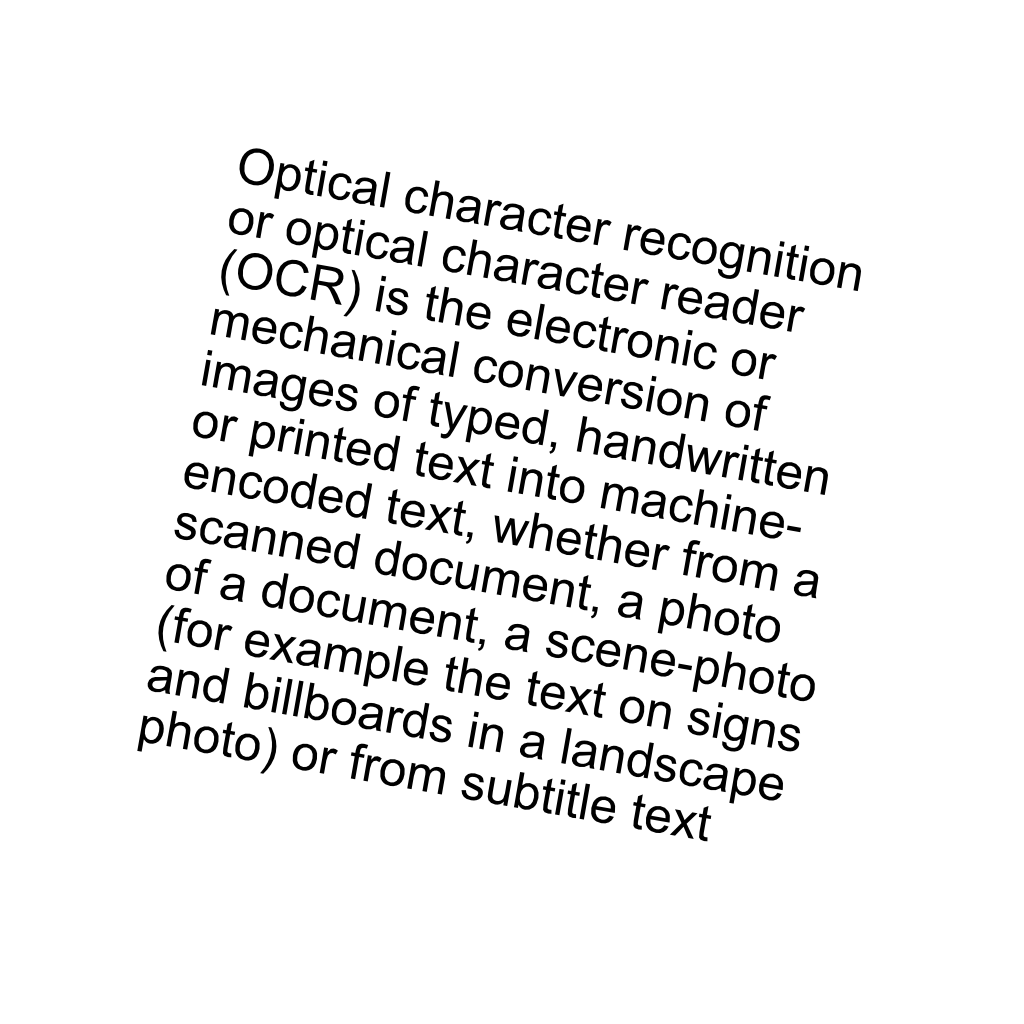 Optical character recognition
or optical character reader
(OCR) is the electronic or
mechanical conversion of
images of typed, handwritten
or printed text into machine-
encoded text, whether from a
scanned document, a photo
of a document, a scene-photo
(for example the text on signs
and billboards in a landscape
photo) or from subtitle text